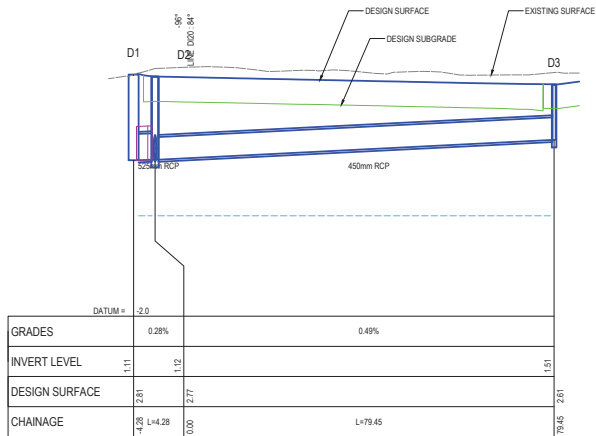 DESIGN SURFACE
EXISTING SURFACE
-96°
LINE DI20 : 84°
DESIGN SUBGRADE
D1
D2
D3
525mm RCP
450mm RCP
DATUM = -2.0
GRADES 0.28% 0.49%
INVERT LEVEL 1.11 1.12 1.51
DESIGN SURFACE 2.81 2.77 2.61
CHAINAGE -4.28 L=4.28 0.00 L=79.45 79.45